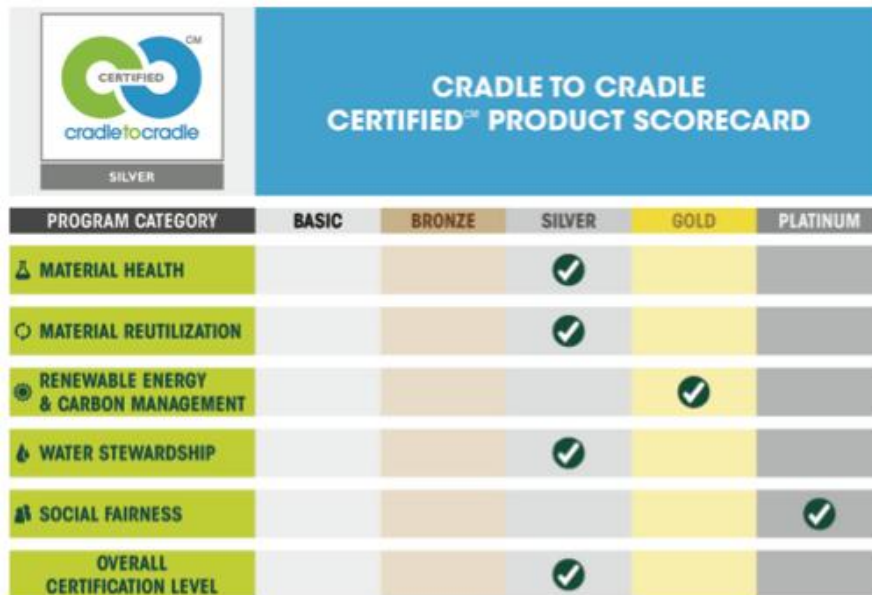 CM
CERTIFIED
cradletocradle
SILVER
CRADLE TO CRADLE
CERTIFIED℠ PRODUCT SCORECARD
PROGRAM CATEGORY BASIC BRONZE SILVER GOLD PLATINUM
MATERIAL HEALTH
MATERIAL REUTILIZATION
RENEWABLE ENERGY
& CARBON MANAGEMENT
WATER STEWARDSHIP
SOCIAL FAIRNESS
OVERALL
CERTIFICATION LEVEL